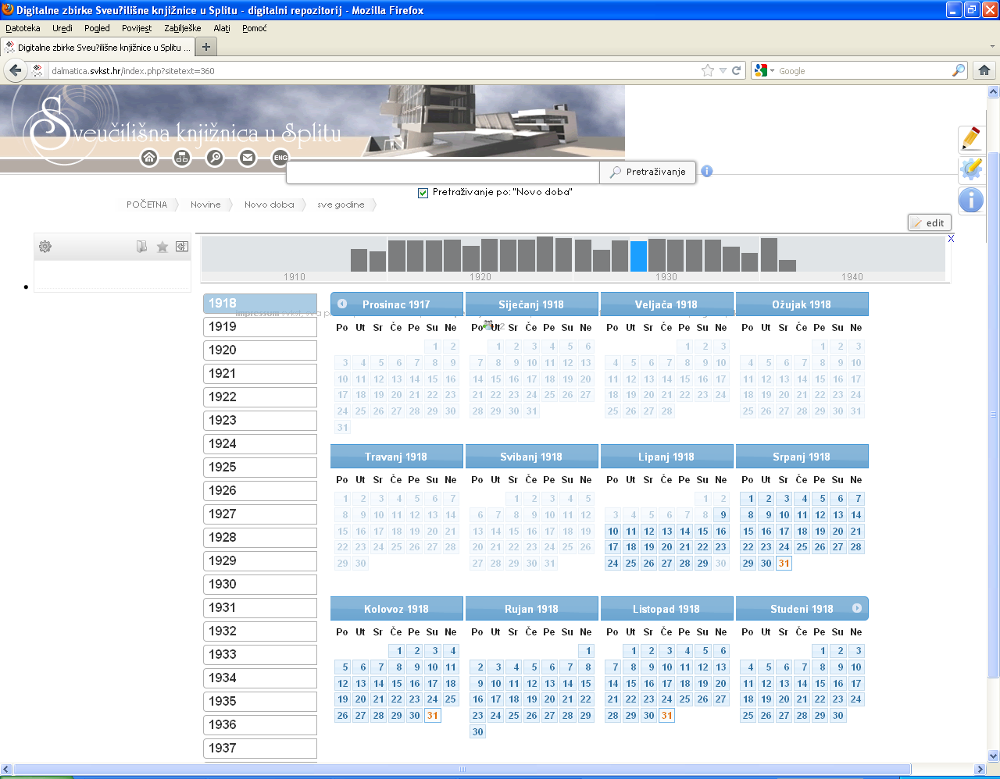 Digitalne zbirke Sveu?ilišne knjižnice u Splitu - digitalni repozitorij - Mozilla Firefox
Datoteka Uredi Pogled Povijest Zabilješke Alati Pomoć
Digitalne zbirke Sveu?ilišne knjižnice u Splitu ...
dalmatica.svkst.hr/index.php?sitetext=360
Google
Sveučilišna knjižnica u Splitu
ENG
Pretraživanje
Pretraživanje po: "Novo doba"
POČETNA Novine Novo doba sve godine
edit
X
1910 1920 1930 1940
1918
1919
1920
1921
1922
1923
1924
1925
1926
1927
1928
1929
1930
1931
1932
1933
1934
1935
1936
1937
impressum
Prosinac 1917
Po Ut Sr Če Pe Su Ne
1 2
3 4 5 6 7 8 9
10 11 12 13 14 15 16
17 18 19 20 21 22 23
24 25 26 27 28 29 30
31
Siječanj 1918
Po Ut Sr Če Pe Su Ne
1 2 3 4 5 6
7 8 9 10 11 12 13
14 15 16 17 18 19 20
21 22 23 24 25 26 27
28 29 30 31
Veljača 1918
Po Ut Sr Če Pe Su Ne
1 2 3
4 5 6 7 8 9 10
11 12 13 14 15 16 17
18 19 20 21 22 23 24
25 26 27 28
Ožujak 1918
Po Ut Sr Če Pe Su Ne
1 2 3
4 5 6 7 8 9 10
11 12 13 14 15 16 17
18 19 20 21 22 23 24
25 26 27 28 29 30 31
Travanj 1918
Po Ut Sr Če Pe Su Ne
1 2 3 4 5 6 7
8 9 10 11 12 13 14
15 16 17 18 19 20 21
22 23 24 25 26 27 28
29 30
Svibanj 1918
Po Ut Sr Če Pe Su Ne
1 2 3 4 5
6 7 8 9 10 11 12
13 14 15 16 17 18 19
20 21 22 23 24 25 26
27 28 29 30 31
Lipanj 1918
Po Ut Sr Če Pe Su Ne
1 2
3 4 5 6 7 8 9
10 11 12 13 14 15 16
17 18 19 20 21 22 23
24 25 26 27 28 29 30
Srpanj 1918
Po Ut Sr Če Pe Su Ne
1 2 3 4 5 6 7
8 9 10 11 12 13 14
15 16 17 18 19 20 21
22 23 24 25 26 27 28
29 30 31
Kolovoz 1918
Po Ut Sr Če Pe Su Ne
1 2 3 4
5 6 7 8 9 10 11
12 13 14 15 16 17 18
19 20 21 22 23 24 25
26 27 28 29 30 31
Rujan 1918
Po Ut Sr Če Pe Su Ne
1
2 3 4 5 6 7 8
9 10 11 12 13 14 15
16 17 18 19 20 21 22
23 24 25 26 27 28 29
30
Listopad 1918
Po Ut Sr Če Pe Su Ne
1 2 3 4 5 6
7 8 9 10 11 12 13
14 15 16 17 18 19 20
21 22 23 24 25 26 27
28 29 30 31
Studeni 1918
Po Ut Sr Če Pe Su Ne
1 2 3
4 5 6 7 8 9 10
11 12 13 14 15 16 17
18 19 20 21 22 23 24
25 26 27 28 29 30